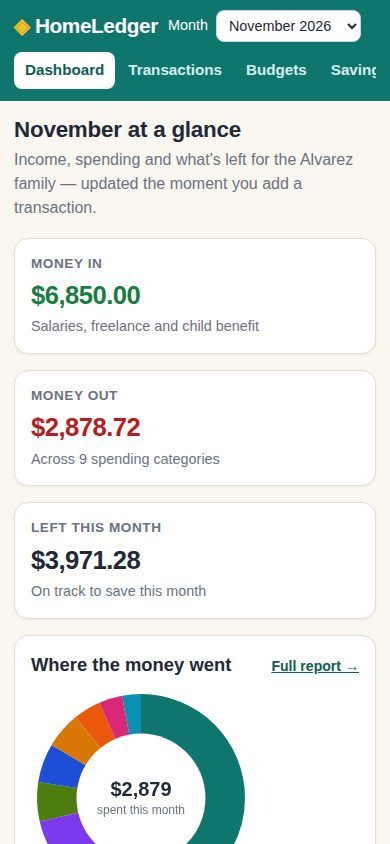 HomeLedger Month November 2026
Dashboard Transactions Budgets
November at a glance
Income, spending and what's left for the Alvarez
family — updated the moment you add a
transaction.
MONEY IN
$6,850.00
Salaries, freelance and child benefit
MONEY OUT
$2,878.72
Across 9 spending categories
LEFT THIS MONTH
$3,971.28
On track to save this month
Where the money went Full report →
$2,879
spent this month